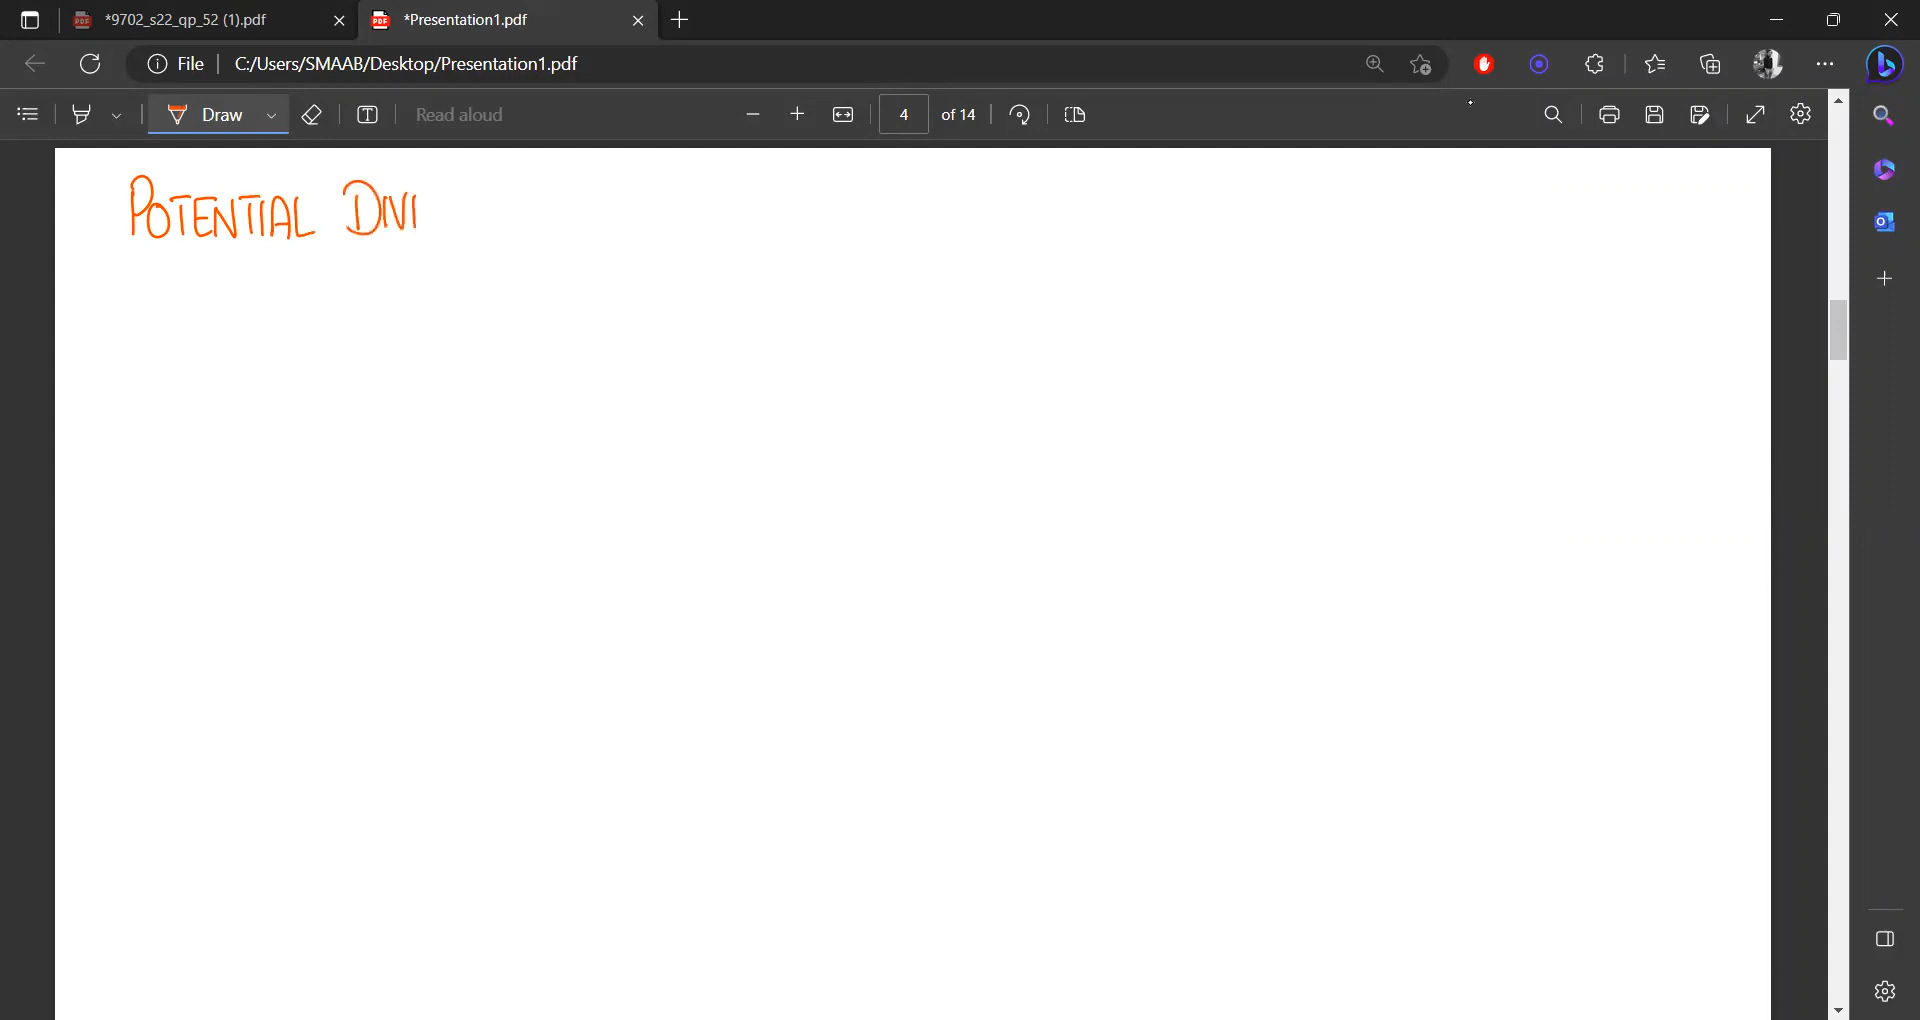 *9702_s22_qp_52 (1).pdf
*Presentation1.pdf
File
C:/Users/SMAAB/Desktop/Presentation1.pdf
Draw
Read aloud
4
of 14
POTENTIAL DIVI